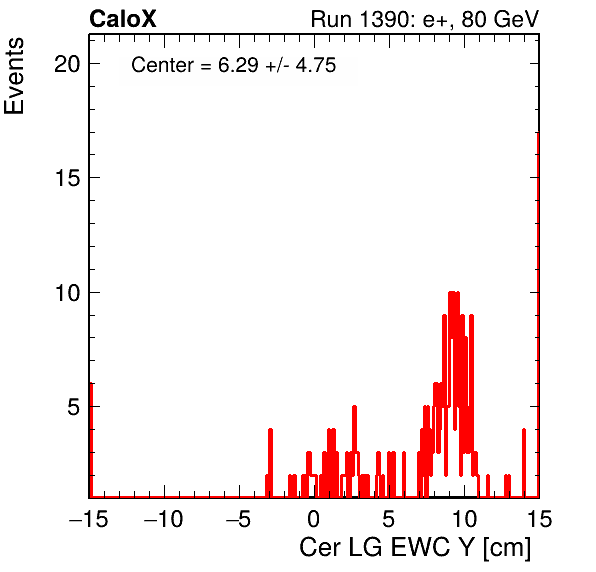 CaloX Run 1390: e+, 80 GeV
Center = 6.29 +/- 4.75
Events
20
15
10
5
−15 −10 −5 0 5 10 15
Cer LG EWC Y [cm]